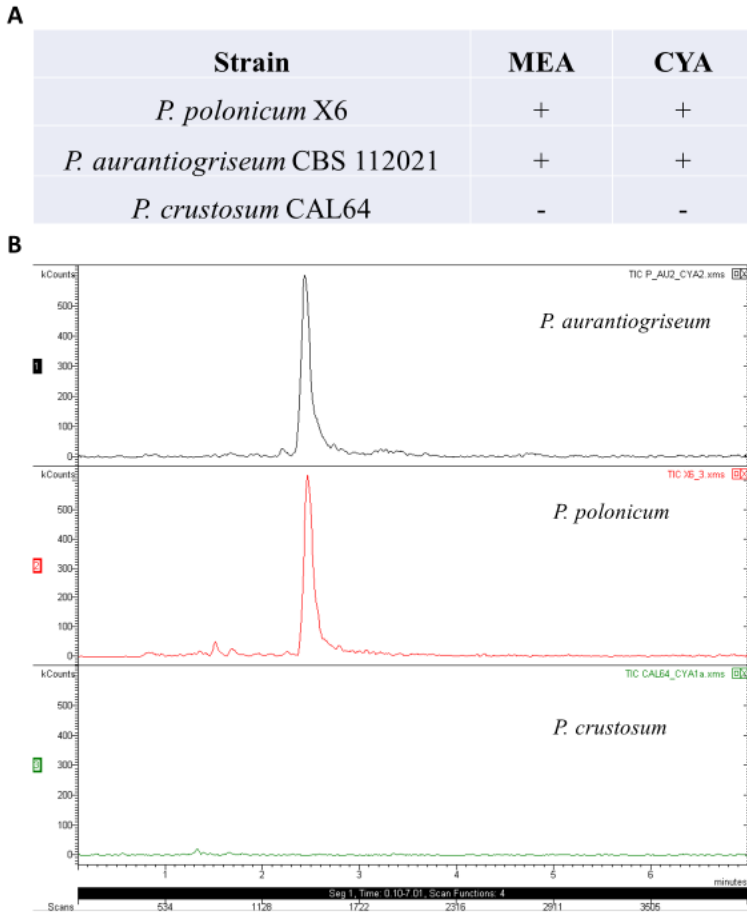 A
Strain MEA CYA
P. polonicum X6 + +
P. aurantiogriseum CBS 112021 + +
P. crustosum CAL64 - -
B
kCounts TIC P_AU2_CYA2.xms
P. aurantiogriseum
500
400
1 300
200
100
0
kCounts TIC X6_3.xms
P. polonicum
500
400
2 300
200
100
0
kCounts TIC CAL64_CYA1a.xms
P. crustosum
500
400
3 300
200
100
0
1 2 3 4 5 6
minutes
Seg 1, Time: 0.10-7.01, Scan Functions: 4
Scans 534 1128 1722 2316 2911 3505